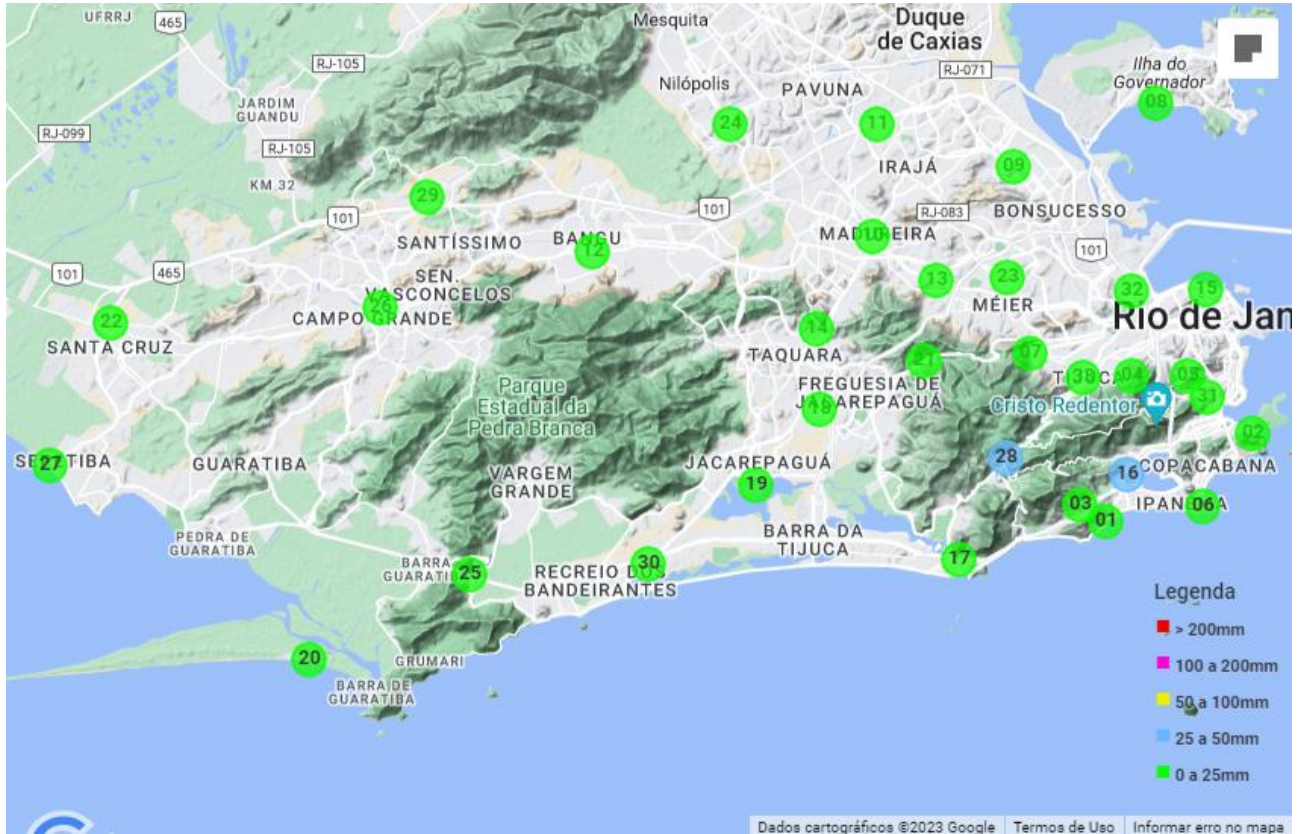 UFRRJ
465
Mesquita
Duque
de Caxias
RJ-105
RJ-071
Ilha do
Governador
Nilópolis
PAVUNA
JARDIM
GUANDU
08
24
11
RJ-099
RJ-105
IRAJÁ
09
KM 32
29
101
101
RJ-083
BONSUCESSO
SANTÍSSIMO
BANGU
12
10
101
101
465
SEN.
VASCONCELOS
13
23
MÉIER
32
15
CAMPO GRANDE
22
SANTA CRUZ
14
Rio de Jan
TAQUARA
21
07
Parque
Estadual da
Pedra Branca
FREGUESIA DE
JACAREPAGUÁ
18
04
05
Cristo Redentor
31
02
27
GUARATIBA
VARGEM
GRANDE
JACAREPAGUÁ
19
28
16
COPACABANA
03
01
06
PEDRA DE
GUARATIBA
BARRA DA
TIJUCA
17
BARRA
25
RECREIO DOS
BANDEIRANTES
30
20
GRUMARI
BARRA DE
GUARATIBA
Legenda
> 200mm
100 a 200mm
50 a 100mm
25 a 50mm
0 a 25mm
Dados cartográficos ©2023 Google
Termos de Uso
Informar erro no mapa